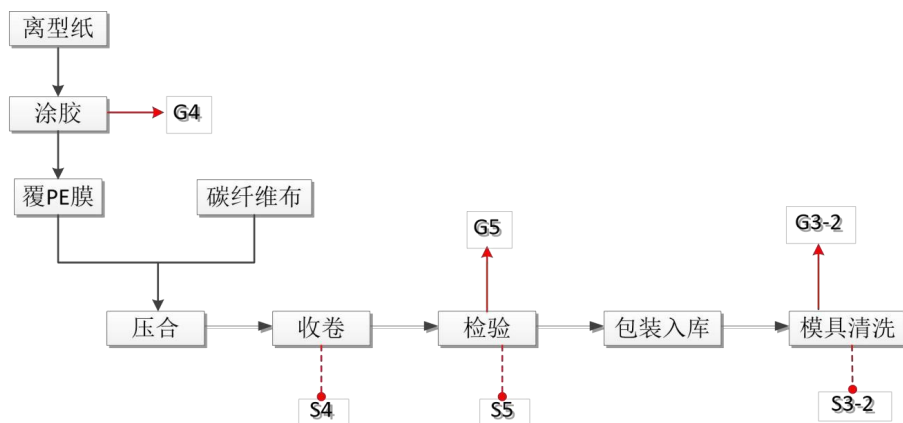 离型纸
涂胶
G4
覆PE膜
碳纤维布
G5
G3-2
压合
收卷
检验
包装入库
模具清洗
S4
S5
S3-2